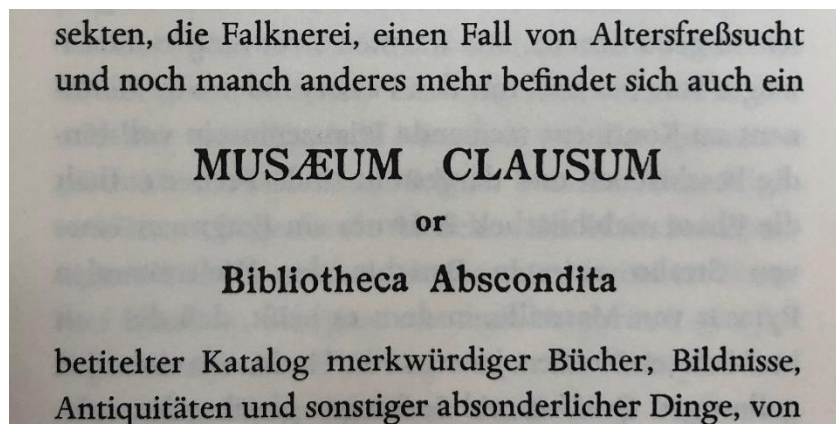 sekten, die Falknerei, einen Fall von Altersfreßsucht
und noch manch anderes mehr befindet sich auch ein
MUSÆUM CLAUSUM
or
Bibliotheca Abscondita
betitelter Katalog merkwürdiger Bücher, Bildnisse,
Antiquitäten und sonstiger absonderlicher Dinge, von